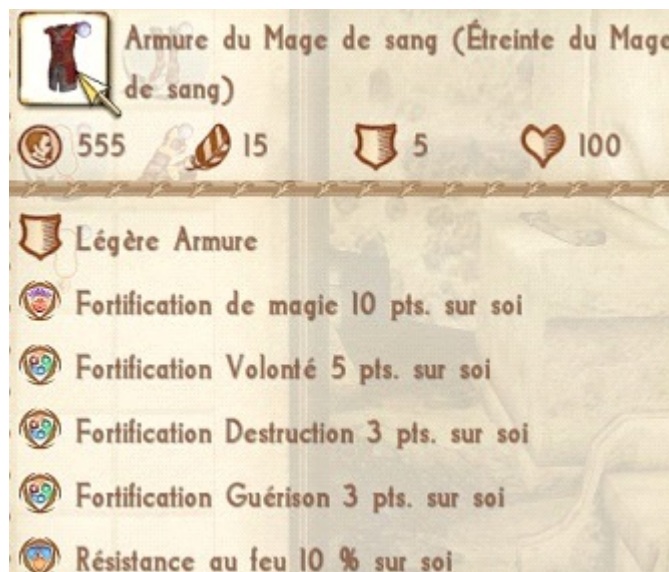 Armure du Mage de sang (Étreinte du Mage
de sang)
555 15 5 100
Légère Armure
Fortification de magie 10 pts. sur soi
Fortification Volonté 5 pts. sur soi
Fortification Destruction 3 pts. sur soi
Fortification Guérison 3 pts. sur soi
Résistance au feu 10 % sur soi